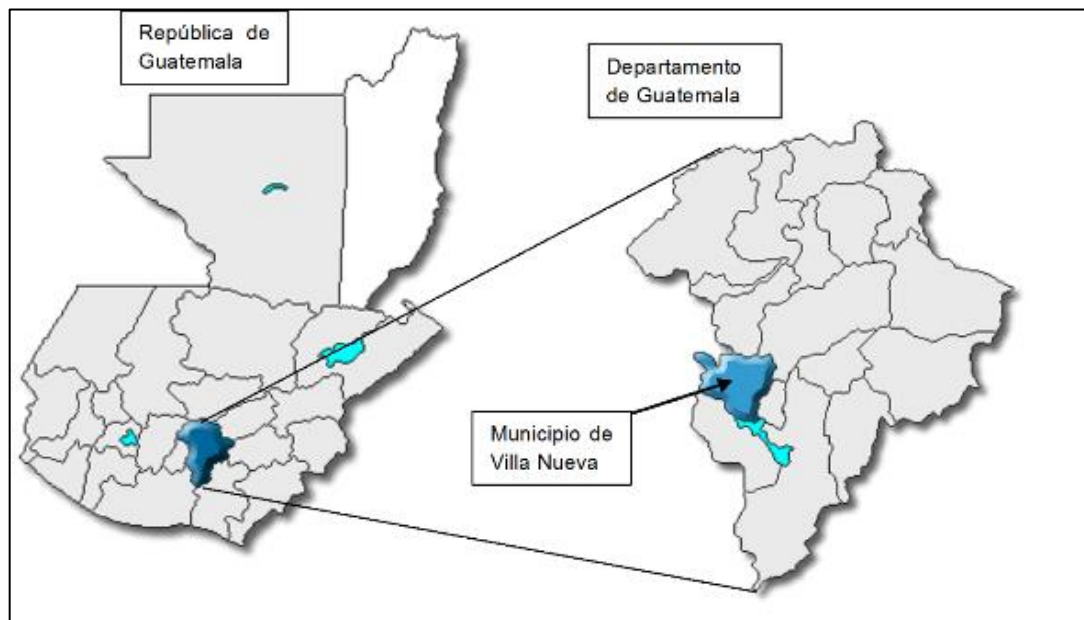 República de
Guatemala
Departamento
de Guatemala
Municipio de
Villa Nueva